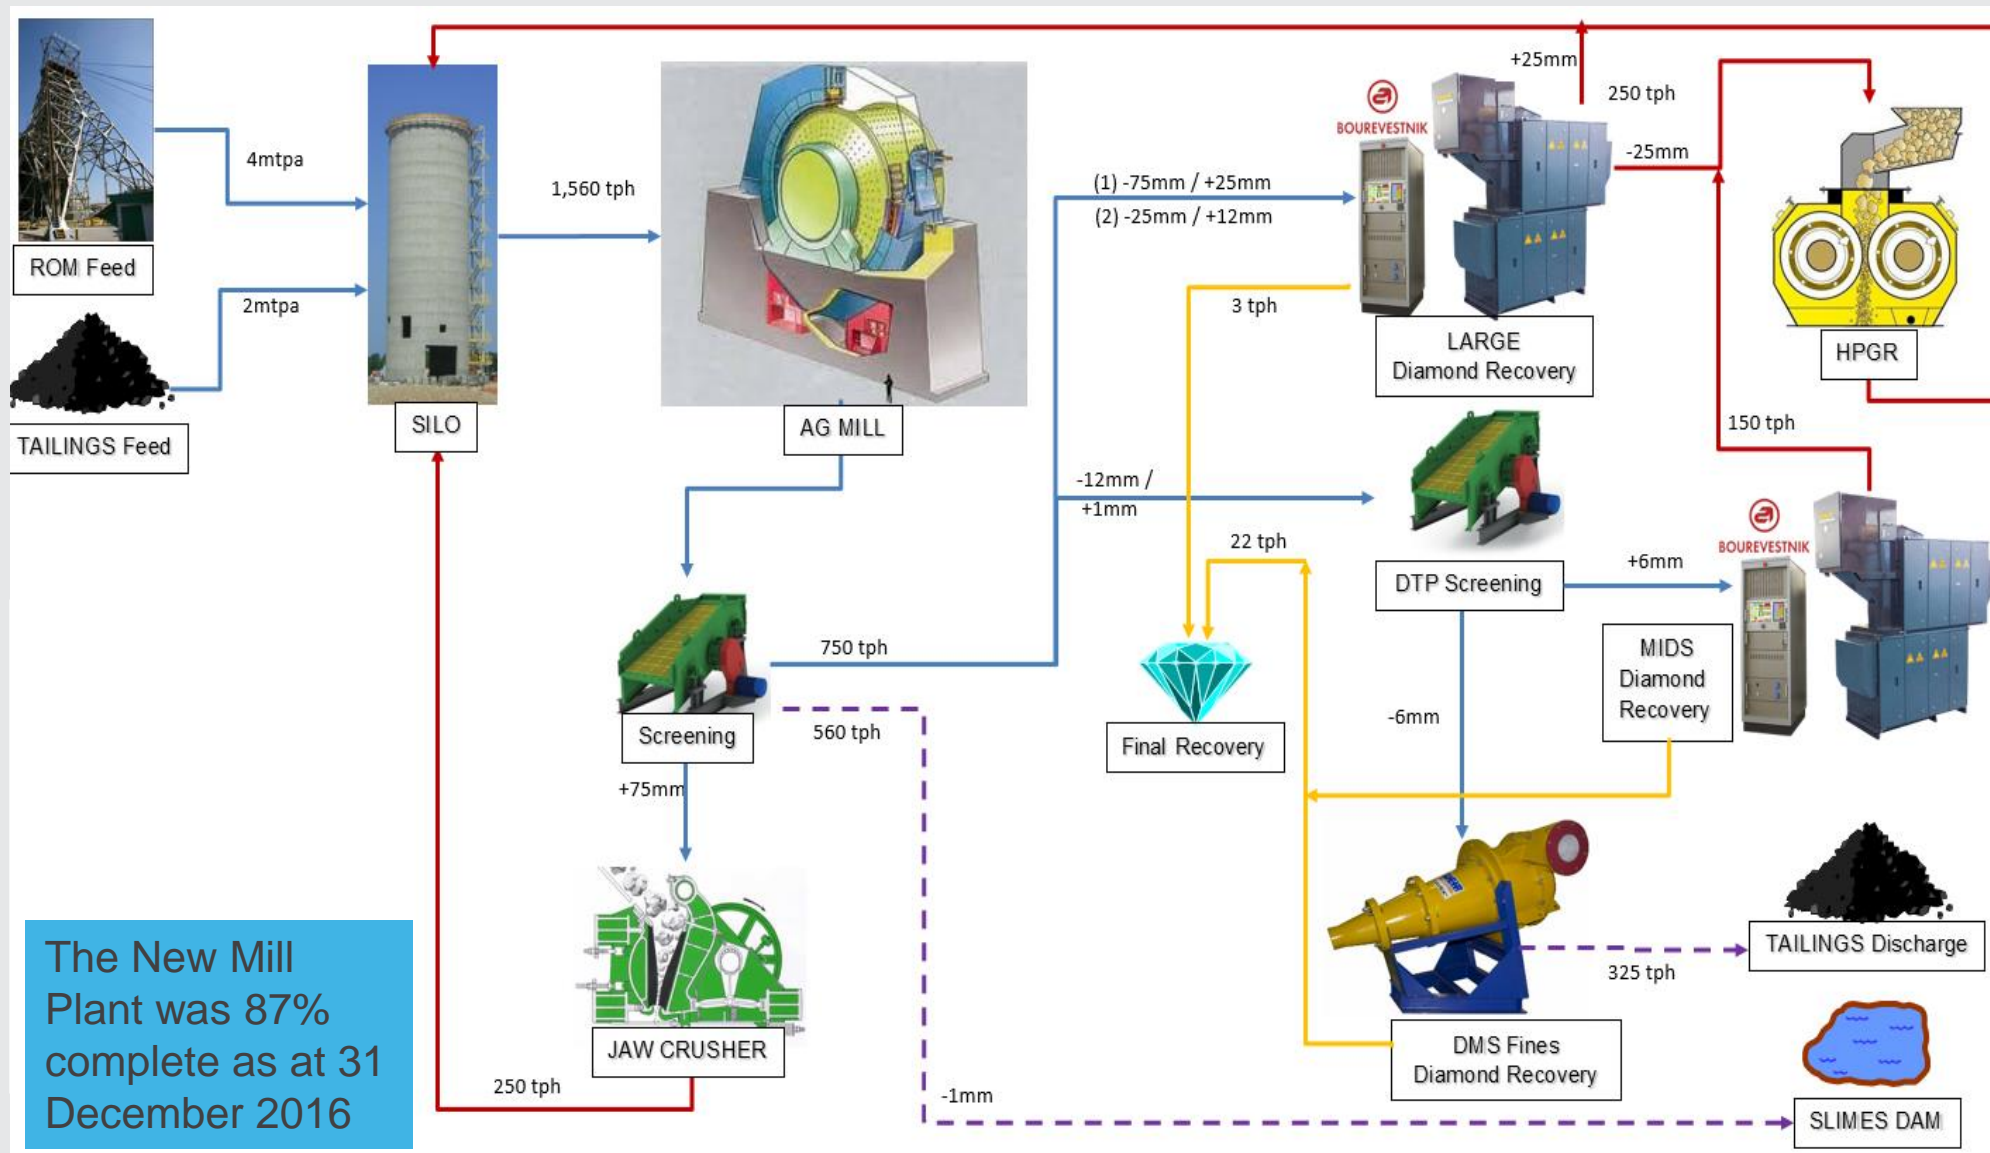 +25mm
250 tph
BOUREVESTNIK
-25mm
4mtpa
1,560 tph
(1) -75mm / +25mm
(2) -25mm / +12mm
ROM Feed
2mtpa
3 tph
LARGE
Diamond Recovery
HPGR
TAILINGS Feed
SILO
AG MILL
150 tph
-12mm /
+1mm
22 tph
BOUREVESTNIK
DTP Screening
+6mm
750 tph
MIDS
Diamond
Recovery
-6mm
Screening
560 tph
Final Recovery
+75mm
The New Mill
Plant was 87%
complete as at 31
December 2016
TAILINGS Discharge
325 tph
JAW CRUSHER
DMS Fines
Diamond Recovery
250 tph
-1mm
SLIMES DAM